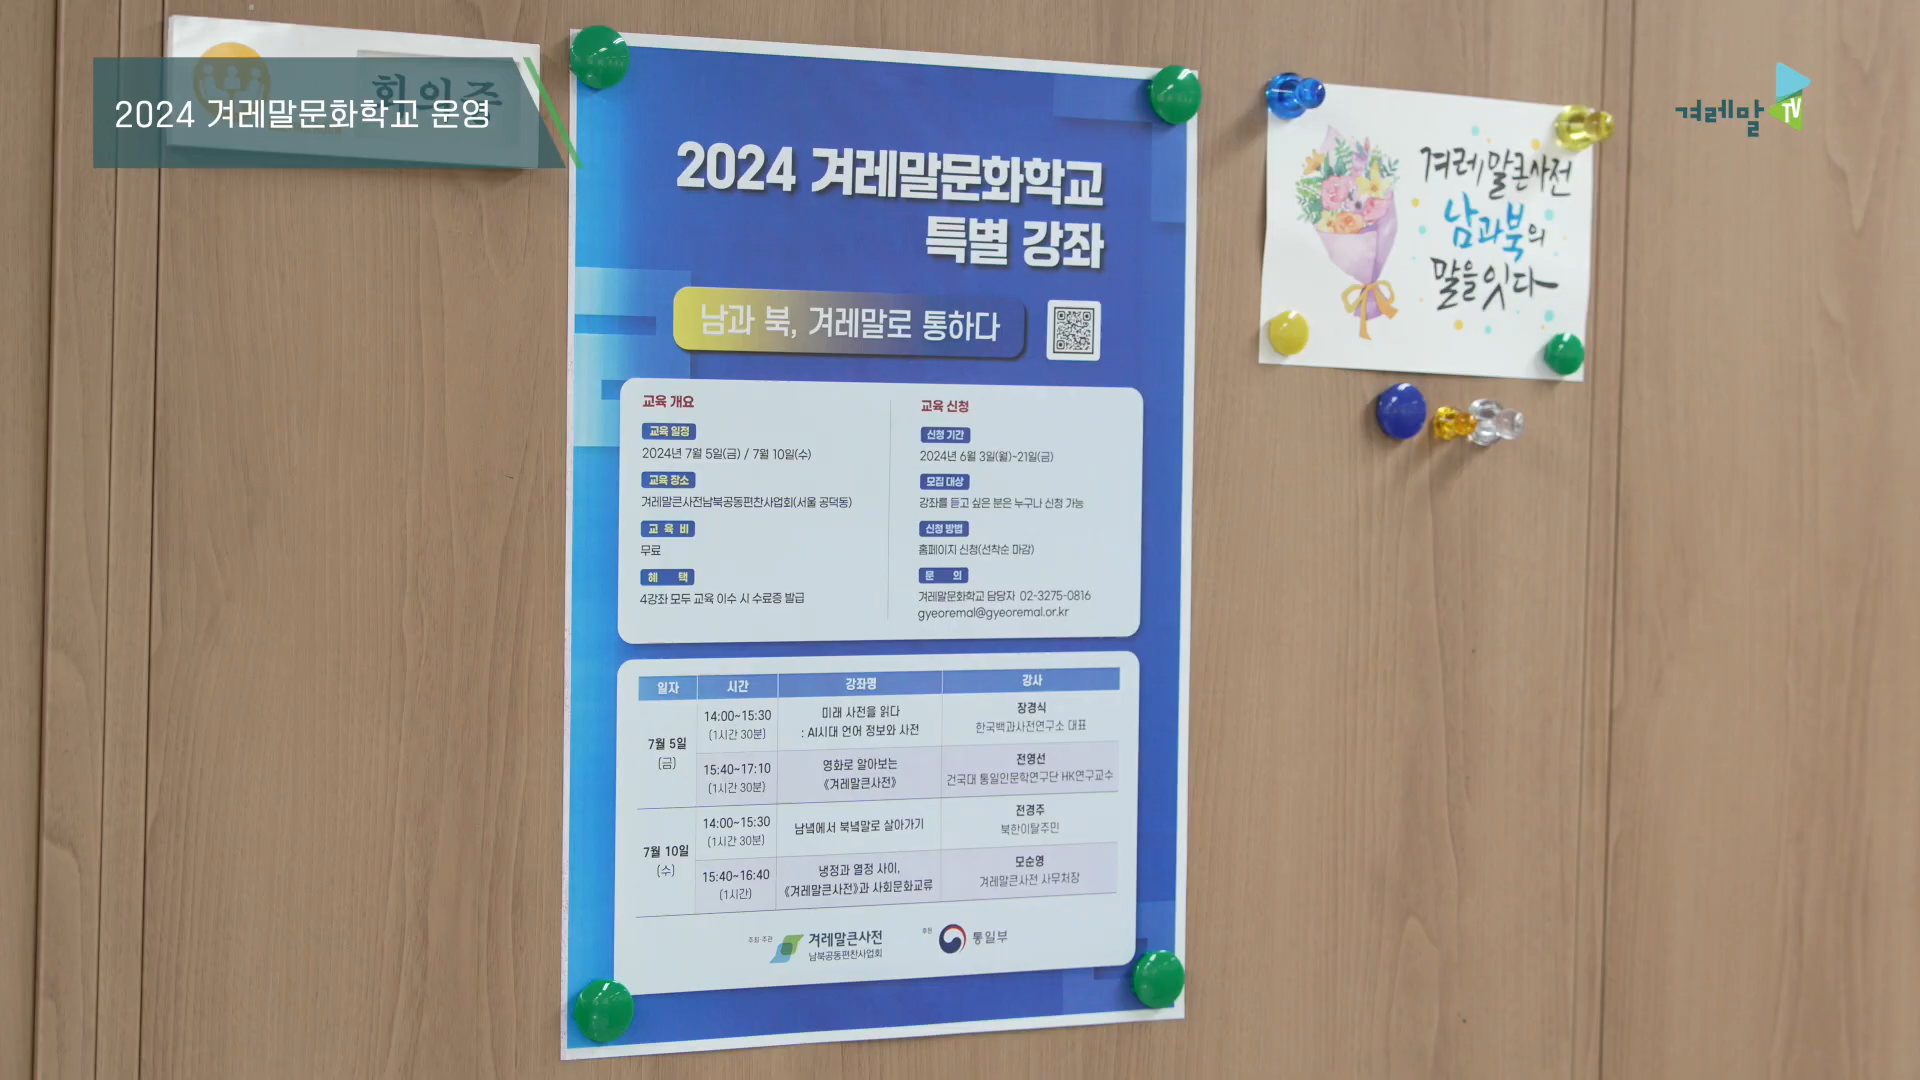 회의중
2024 겨레말문화학교 운영
겨레말 TV
2024 겨레말문화학교
특별 강좌
남과 북, 겨레말로 통하다
교육 개요
교육 일정
2024년 7월 5일(금) / 7월 10일(수)
교육 장소
겨레말큰사전남북공동편찬사업회(서울 공덕동)
교 육 비
무료
혜 택
4강좌 모두 교육 이수 시 수료증 발급
교육 신청
신청 기간
2024년 6월 3일(월)~21일(금)
모집 대상
강좌를 듣고 싶은 분은 누구나 신청 가능
신청 방법
홈페이지 신청(선착순 마감)
문 의
겨레말문화학교 담당자 02-3275-0816
gyeoremal@gyeoremal.or.kr
일자 시간 강좌명 강사
7월 5일
(금)
14:00~15:30
(1시간 30분)
미래 사전을 읽다
: AI시대 언어 정보와 사전
장경식
한국백과사전연구소 대표
15:40~17:10
(1시간 30분)
영화로 알아보는
《겨레말큰사전》
전영선
건국대 통일인문학연구단 HK연구교수
7월 10일
(수)
14:00~15:30
(1시간 30분)
남녘에서 북녘말로 살아가기
전경주
북한이탈주민
15:40~16:40
(1시간)
냉정과 열정 사이,
《겨레말큰사전》과 사회문화교류
모순영
겨레말큰사전 사무처장
주최·주관
겨레말큰사전
남북공동편찬사업회
후원
통일부
겨레말큰사전
남과북의
말을잇다